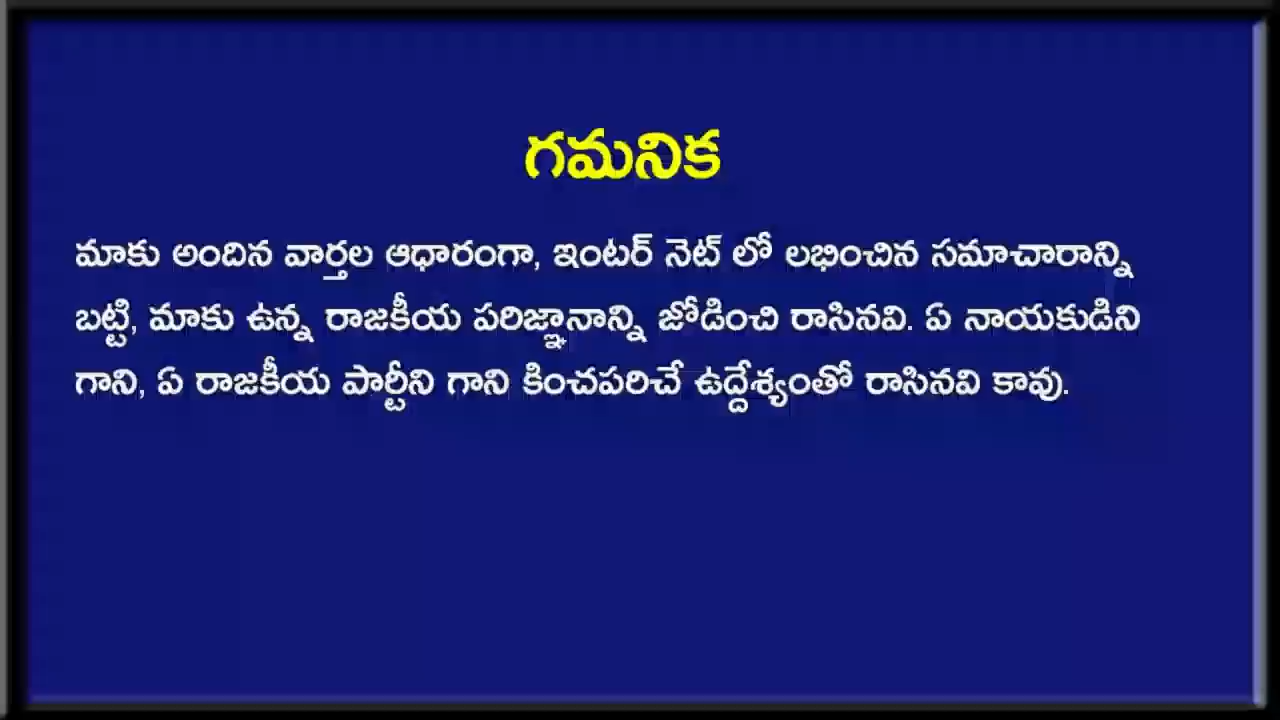 గమనిక
మాకు అందిన వార్తల ఆధారంగా, ఇంటర్ నెట్ లో లభించిన సమాచారాన్ని
బట్టి, మాకు ఉన్న రాజకీయ పరిజ్ఞానాన్ని జోడించి రాసినవి. ఏ నాయకుడిని
గాని, ఏ రాజకీయ పార్టీని గాని కించపరిచే ఉద్దేశ్యంతో రాసినవి కావు.